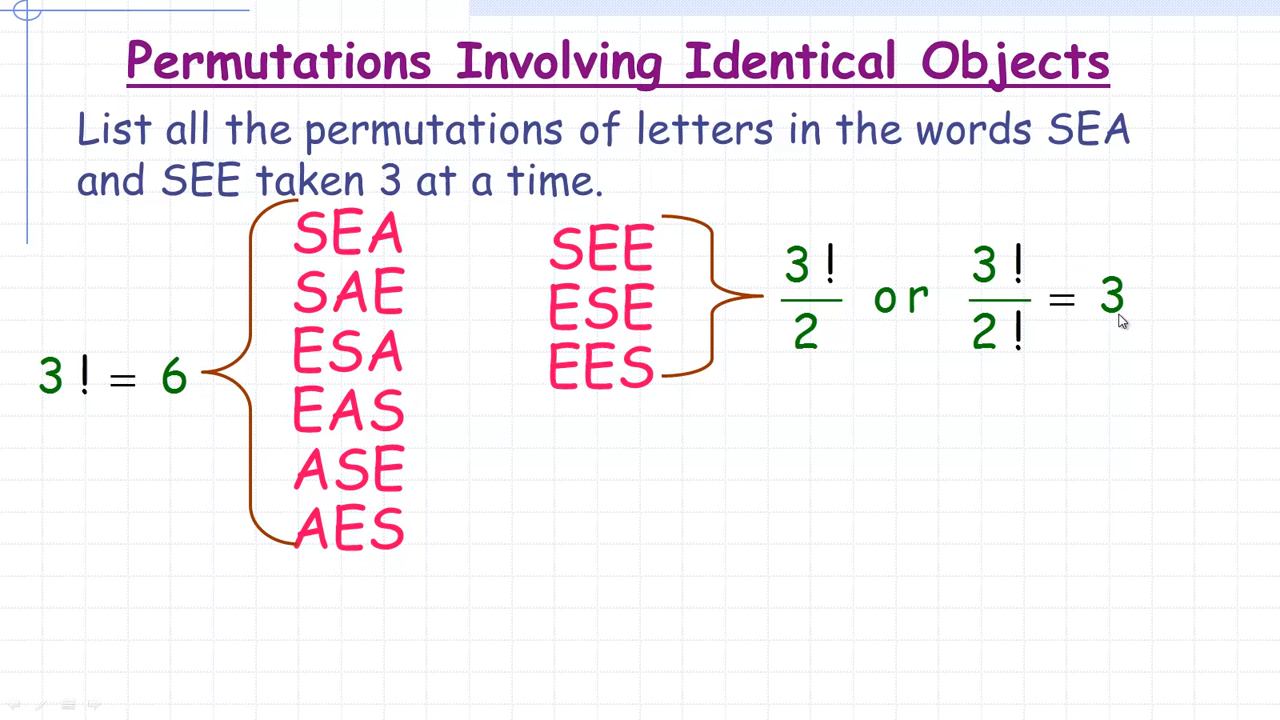 Permutations Involving Identical Objects
List all the permutations of letters in the words SEA
and SEE taken 3 at a time.
3! = 6
SEA
SAE
ESA
EAS
ASE
AES
SEE
ESE
EES
3!/2 or 3!/2! = 3